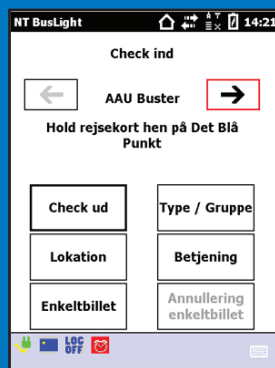 NT BusLight 14:21
Check ind
AAU Buster
Hold rejsekort hen på Det Blå
Punkt
Check ud
Type / Gruppe
Lokation
Betjening
Enkeltbillet
Annullering
enkeltbillet
LOG
OFF